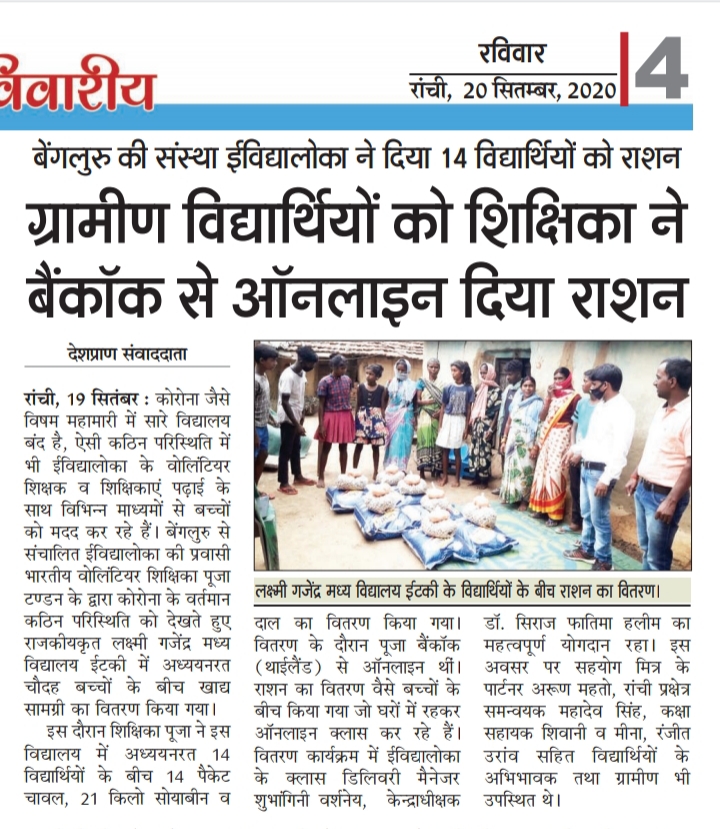 विवारीय
रविवार
रांची, 20 सितम्बर, 2020
4
बेंगलुरु की संस्था ईविद्यालोका ने दिया 14 विद्यार्थियों को राशन
ग्रामीण विद्यार्थियों को शिक्षिका ने
बैंकॉक से ऑनलाइन दिया राशन
देशप्राण संवाददाता
रांची, 19 सितंबर : कोरोना जैसे
विषम महामारी में सारे विद्यालय
बंद है, ऐसी कठिन परिस्थिति में
भी ईविद्यालोका के वोलिंटियर
शिक्षक व शिक्षिकाएं पढ़ाई के
साथ विभिन्न माध्यमों से बच्चों
को मदद कर रहे हैं। बेंगलुरु से
संचालित ईविद्यालोका की प्रवासी
भारतीय वोलिंटियर शिक्षिका पूजा
टण्डन के द्वारा कोरोना के वर्तमान
कठिन परिस्थिति को देखते हुए
राजकीयकृत लक्ष्मी गजेंद्र मध्य
विद्यालय ईटकी में अध्ययनरत
चौदह बच्चों के बीच खाद्य
सामग्री का वितरण किया गया।
इस दौरान शिक्षिका पूजा ने इस
विद्यालय में अध्ययनरत 14
विद्यार्थियों के बीच 14 पैकेट
चावल, 21 किलो सोयाबीन व
लक्ष्मी गजेंद्र मध्य विद्यालय ईटकी के विद्यार्थियों के बीच राशन का वितरण।
दाल का वितरण किया गया।
वितरण के दौरान पूजा बैंकॉक
(थाईलैंड) से ऑनलाइन थीं।
राशन का वितरण वैसे बच्चों के
बीच किया गया जो घरों में रहकर
ऑनलाइन क्लास कर रहे हैं।
वितरण कार्यक्रम में ईविद्यालोका
के क्लास डिलिवरी मैनेजर
शुभांगिनी वर्शनेय, केन्द्राधीक्षक
डॉ. सिराज फातिमा हलीम का
महत्वपूर्ण योगदान रहा। इस
अवसर पर सहयोग मित्र के
पार्टनर अरूण महतो, रांची प्रक्षेत्र
समन्वयक महादेव सिंह, कक्षा
सहायक शिवानी व मीना, रंजीत
उरांव सहित विद्यार्थियों के
अभिभावक तथा ग्रामीण भी
उपस्थित थे।